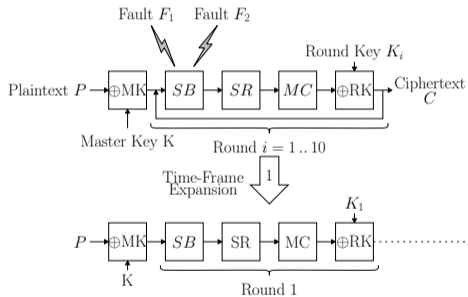 Fault F₁ Fault F₂
Round Key Kᵢ
Plaintext P ⊕MK SB SR MC ⊕RK Ciphertext
C
Master Key K
Round i = 1 .. 10
Time-Frame
Expansion
1
K₁
P ⊕MK SB SR MC ⊕RK
K
Round 1